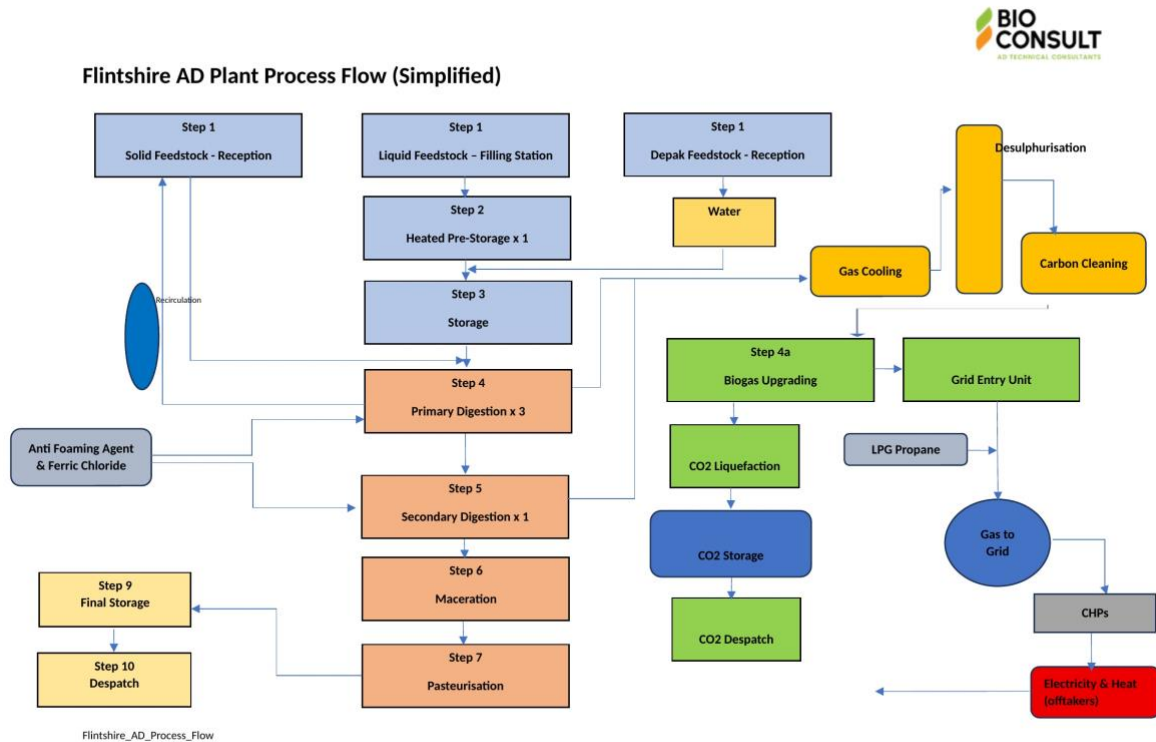 BIO
CONSULT
AD TECHNICAL CONSULTANTS
Flintshire AD Plant Process Flow (Simplified)
Step 1
Solid Feedstock - Reception
Step 1
Liquid Feedstock – Filling Station
Step 1
Depak Feedstock - Reception
Desulphurisation
Step 2
Heated Pre-Storage x 1
Water
Gas Cooling
Carbon Cleaning
Recirculation
Step 3
Storage
Step 4a
Biogas Upgrading
Grid Entry Unit
Step 4
Primary Digestion x 3
Anti Foaming Agent
& Ferric Chloride
CO2 Liquefaction
LPG Propane
Step 5
Secondary Digestion x 1
CO2 Storage
Gas to
Grid
Step 9
Final Storage
Step 6
Maceration
CO2 Despatch
CHPs
Step 10
Despatch
Step 7
Pasteurisation
Electricity & Heat
(offtakers)
Flintshire_AD_Process_Flow